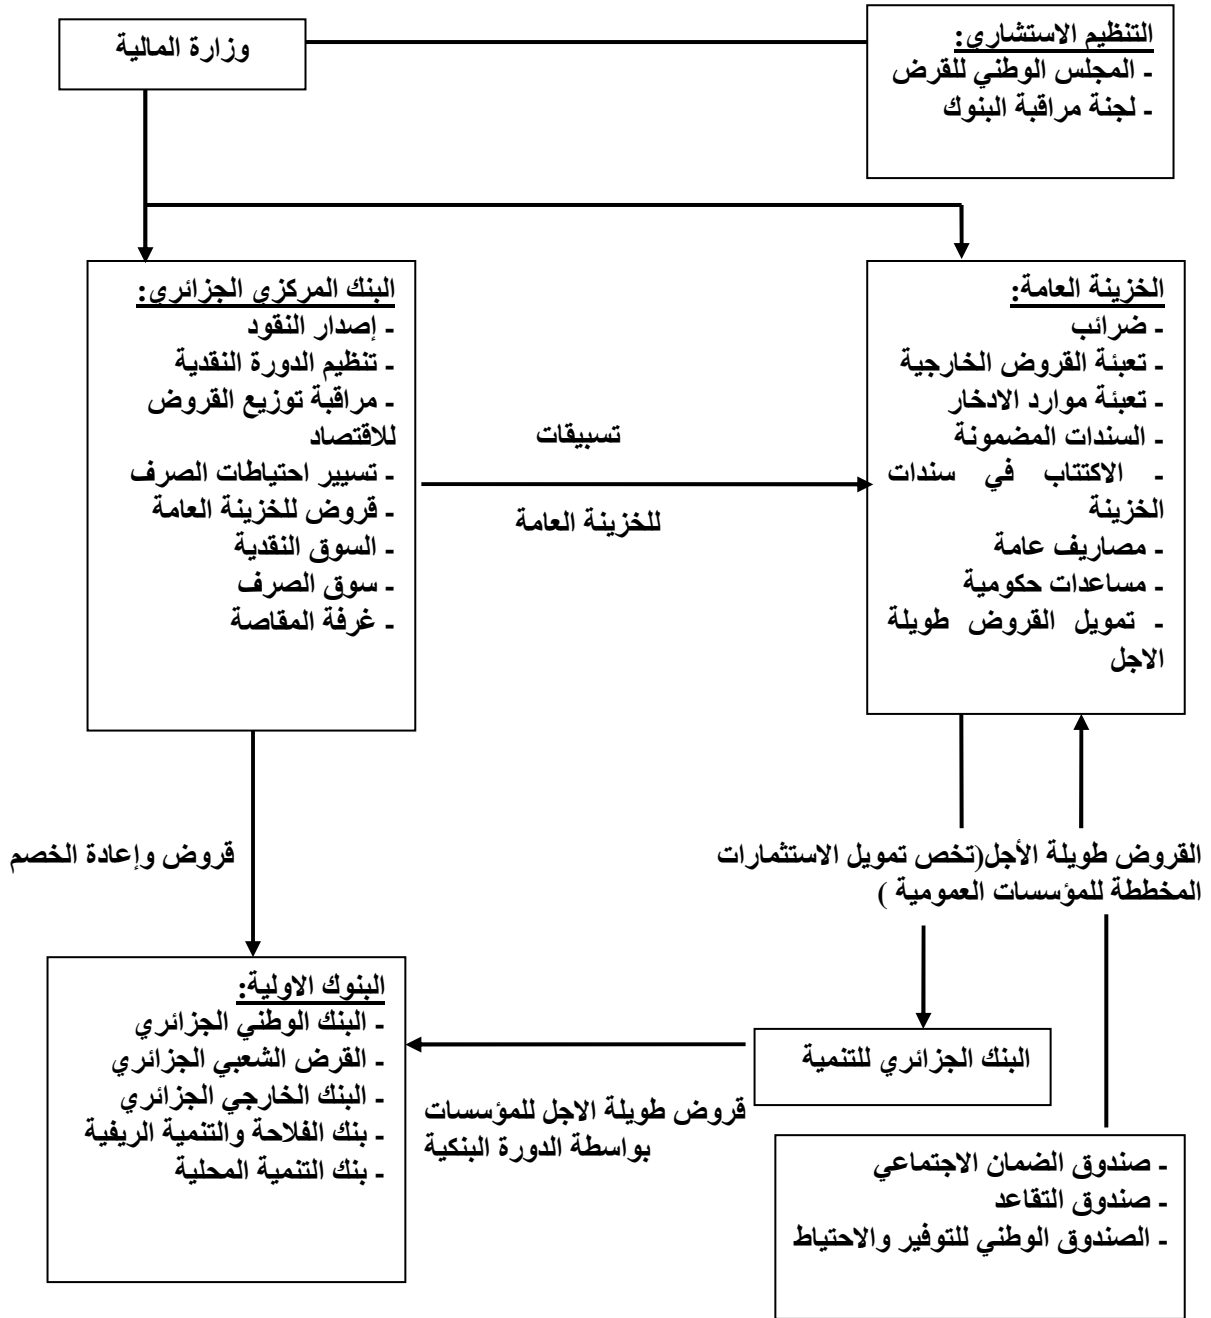 التنظيم الاستشاري:
- المجلس الوطني للقرض
- لجنة مراقبة البنوك
وزارة المالية
الخزينة العامة:
- ضرائب
- تعبئة القروض الخارجية
- تعبئة موارد الادخار
- السندات المضمونة
- الاكتتاب في سندات
الخزينة
- مصاريف عامة
- مساعدات حكومية
- تمويل القروض طويلة
الاجل
تسبيقات
للخزينة العامة
البنك المركزي الجزائري:
- إصدار النقود
- تنظيم الدورة النقدية
- مراقبة توزيع القروض
للاقتصاد
- تسيير احتياطات الصرف
- قروض للخزينة العامة
- السوق النقدية
- سوق الصرف
- غرفة المقاصة
القروض طويلة الأجل(تخص تمويل الاستثمارات
المخططة للمؤسسات العمومية )
قروض وإعادة الخصم
البنك الجزائري للتنمية
قروض طويلة الاجل للمؤسسات
بواسطة الدورة البنكية
البنوك الاولية:
- البنك الوطني الجزائري
- القرض الشعبي الجزائري
- البنك الخارجي الجزائري
- بنك الفلاحة والتنمية الريفية
- بنك التنمية المحلية
- صندوق الضمان الاجتماعي
- صندوق التقاعد
- الصندوق الوطني للتوفير والاحتياط